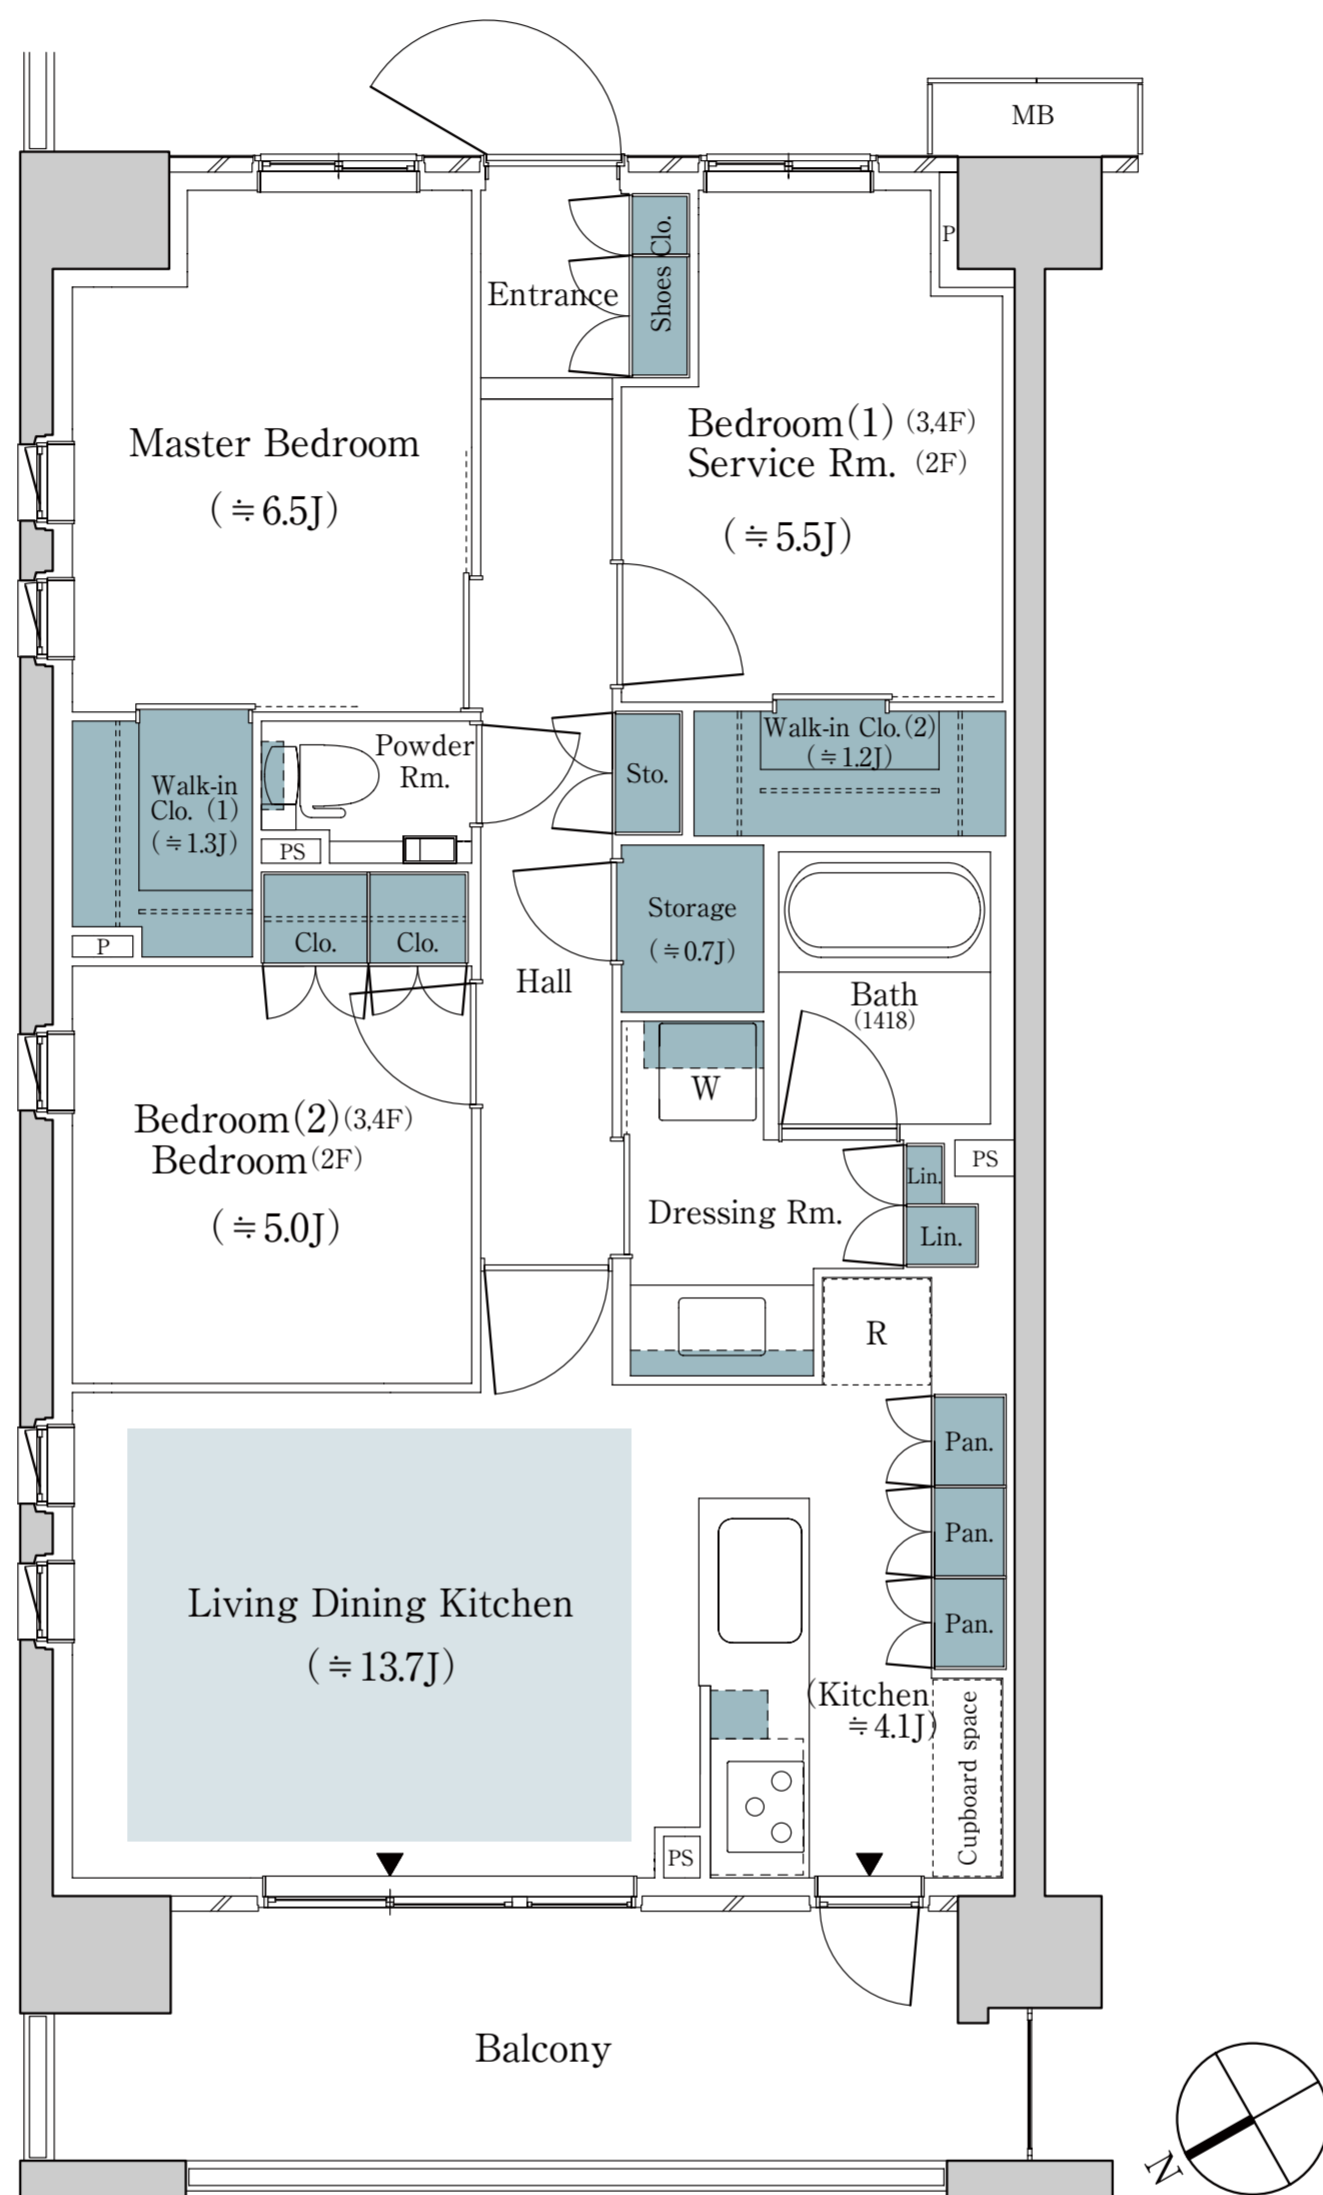 MB
P
Shoes Clo.
Entrance
Master Bedroom
(≒6.5J)
Bedroom(1) (3,4F)
Service Rm. (2F)
(≒5.5J)
Walk-in
Clo. (1)
(≒1.3J)
Powder
Rm.
PS
Sto.
Walk-in Clo.(2)
(≒1.2J)
P
Clo.
Clo.
Storage
(≒0.7J)
Hall
Bath
(1418)
W
Bedroom(2)(3,4F)
Bedroom(2F)
(≒5.0J)
PS
Lin.
Lin.
Dressing Rm.
R
Pan.
Pan.
Pan.
Living Dining Kitchen
(≒13.7J)
(Kitchen
≒4.1J)
Cupboard space
PS
Balcony
N